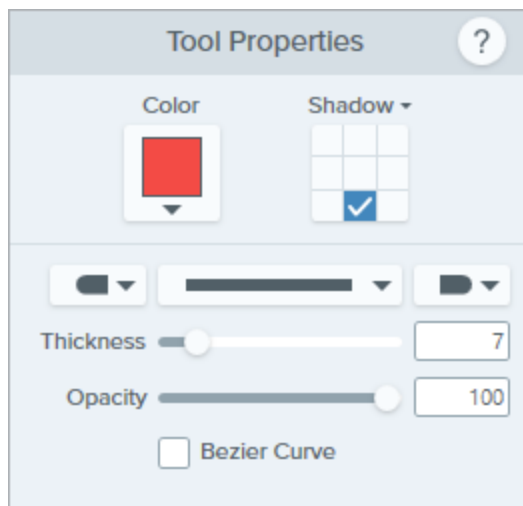 Tool Properties ?
Color Shadow
Thickness 7
Opacity 100
Bezier Curve